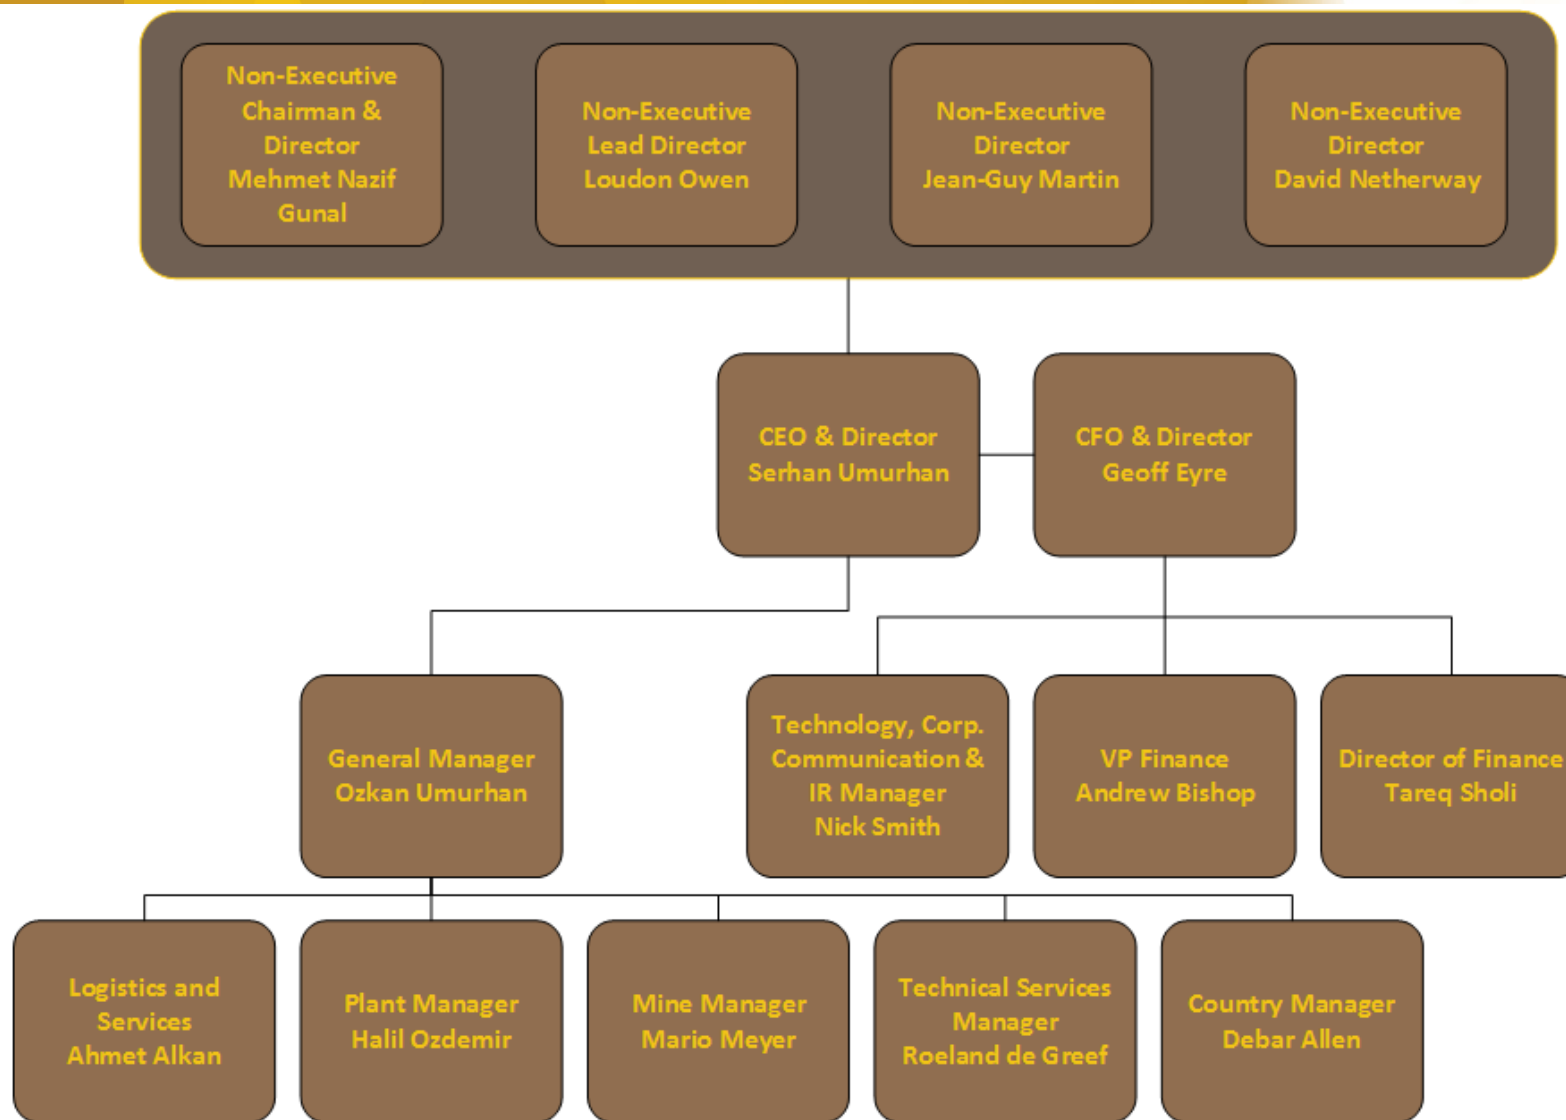 Non-Executive
Chairman &
Director
Mehmet Nazif
Gunal
Non-Executive
Lead Director
Loudon Owen
Non-Executive
Director
Jean-Guy Martin
Non-Executive
Director
David Netherway
CEO & Director
Serhan Umurhan
CFO & Director
Geoff Eyre
General Manager
Ozkan Umurhan
Technology, Corp.
Communication &
IR Manager
Nick Smith
VP Finance
Andrew Bishop
Director of Finance
Tareq Sholi
Logistics and
Services
Ahmet Alkan
Plant Manager
Halil Ozdemir
Mine Manager
Mario Meyer
Technical Services
Manager
Roeland de Greef
Country Manager
Debar Allen